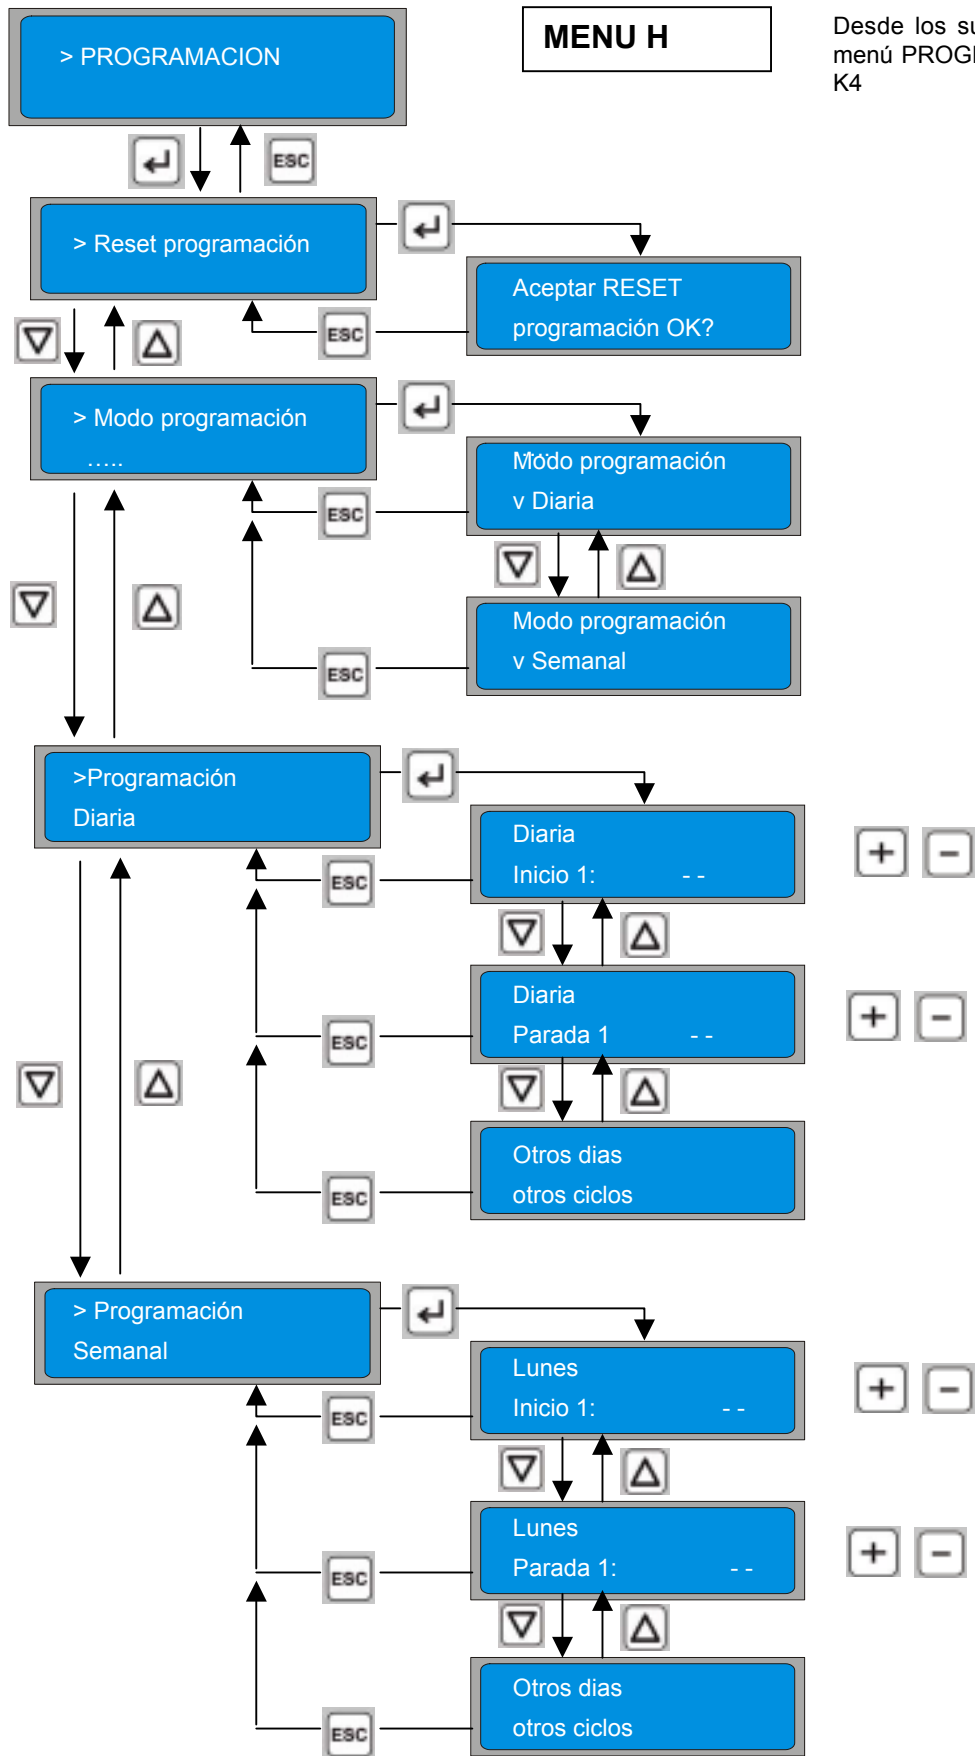 MENU H
Desde los
menú
K4
> PROGRAMACION
ESC
> Reset programación
Aceptar RESET
programación OK?
ESC
> Modo programación
.....
Modo programación
v Diaria
ESC
Modo programación
v Semanal
ESC
>Programación
Diaria
Diaria
Inicio 1: - -
+ -
ESC
Diaria
Parada 1 - -
+ -
ESC
Otros dias
otros ciclos
ESC
> Programación
Semanal
Lunes
Inicio 1: - -
+ -
ESC
Lunes
Parada 1: - -
+ -
ESC
Otros dias
otros ciclos
ESC